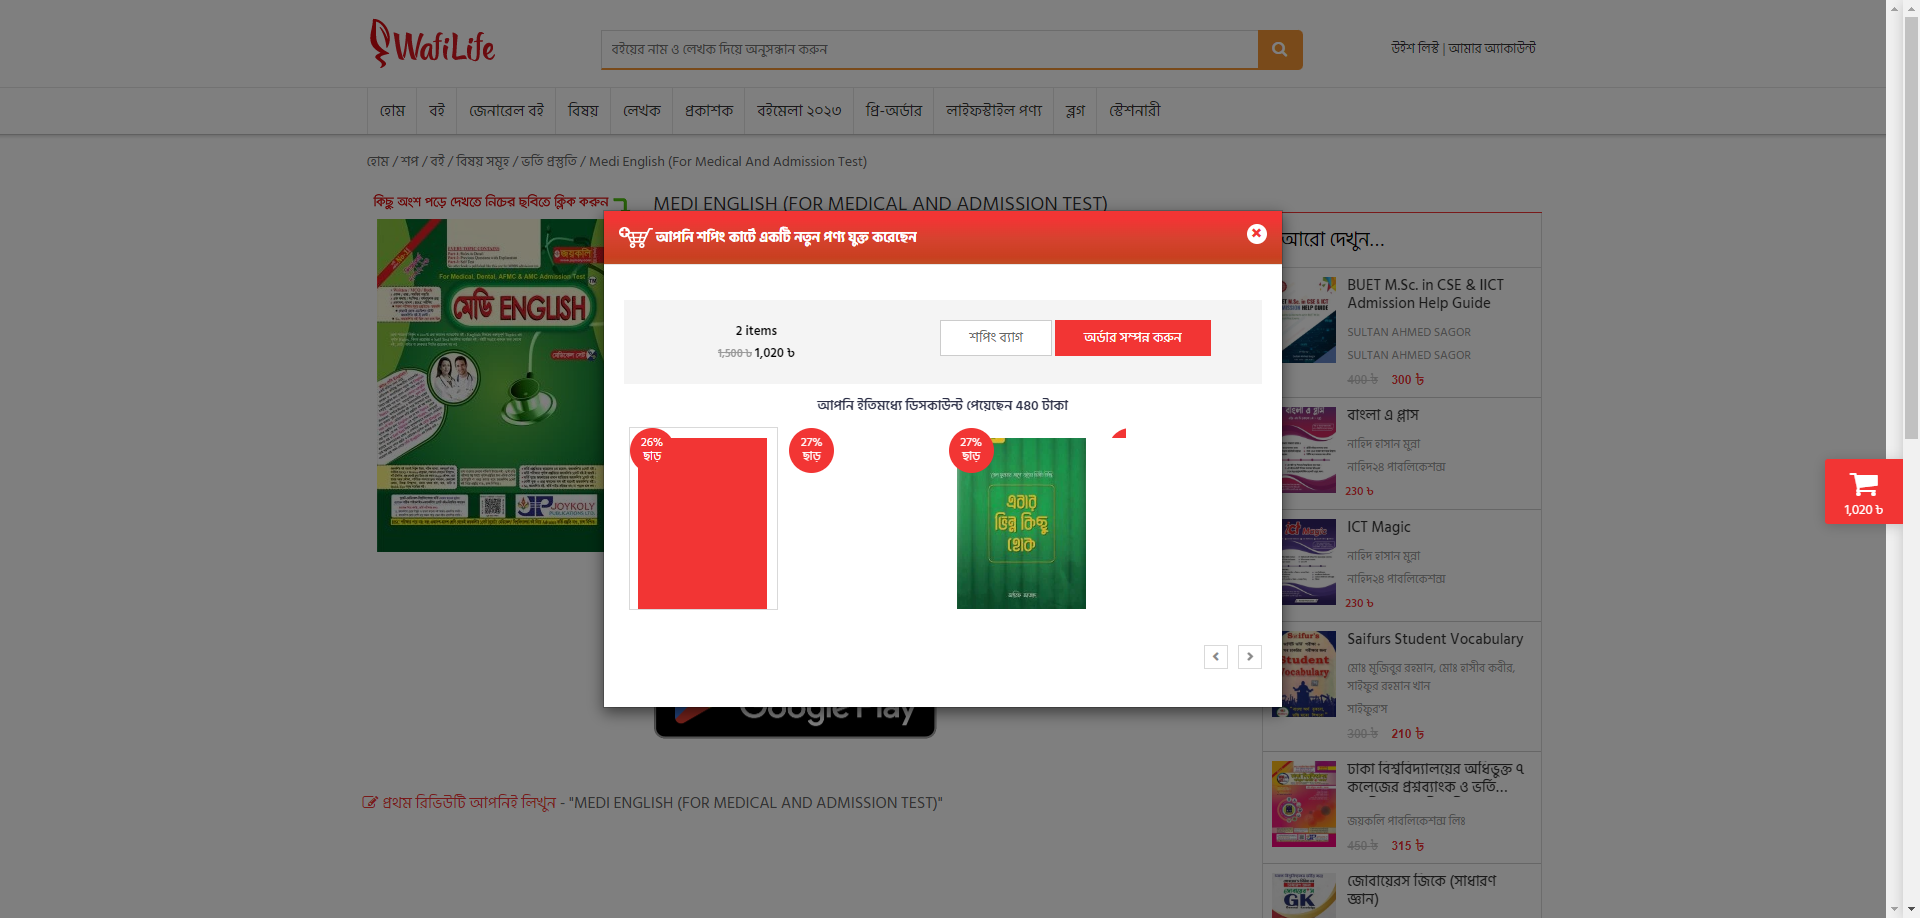 WafiLife
বইয়ের নাম ও লেখক দিয়ে অনুসন্ধান করুন
উইশ লিস্ট | আমার অ্যাকাউন্ট
হোম
বই
জেনারেল বই
বিষয়
লেখক
প্রকাশক
বইমেলা ২০২৩
প্রি-অর্ডার
লাইফস্টাইল পণ্য
ব্লগ
স্টেশনারী
হোম / শপ / বই / বিষয় সমূহ / ভর্তি প্রস্তুতি / Medi English (For Medical And Admission Test)
কিছু অংশ পড়ে দেখতে নিচের ছবিতে ক্লিক করুন
MEDI ENGLISH (FOR MEDICAL AND ADMISSION TEST)
জয়কলি
For Medical, Dental, AFMC & AMC Admission Test
মেডি ENGLISH
JOYKOLY
আপনি শপিং কার্টে একটি নতুন পণ্য যুক্ত করেছেন
2 items
1,500 ৳ 1,020 ৳
শপিং ব্যাগ
অর্ডার সম্পন্ন করুন
আপনি ইতিমধ্যে ডিসকাউন্ট পেয়েছেন 480 টাকা
26% ছাড়
27% ছাড়
27% ছাড়
এবার
ভিন্ন কিছু
হোক
Google Play
প্রথম রিভিউটি আপনিই লিখুন - "MEDI ENGLISH (FOR MEDICAL AND ADMISSION TEST)"
আরো দেখুন...
BUET M.Sc. in CSE & IICT
Admission Help Guide
SULTAN AHMED SAGOR
SULTAN AHMED SAGOR
400 ৳ 300 ৳
বাংলা এ প্লাস
নাহিদ হাসান মুন্না
নাহিদ২৪ পাবলিকেশন্স
230 ৳
ICT Magic
নাহিদ হাসান মুন্না
নাহিদ২৪ পাবলিকেশন্স
230 ৳
Saifurs Student Vocabulary
মোঃ মুজিবুর রহমান, মোঃ হাসীব কবীর,
সাইফুর রহমান খান
সাইফুর'স
300 ৳ 210 ৳
ঢাকা বিশ্ববিদ্যালয়ের অধিভুক্ত ৭
কলেজের প্রশ্নব্যাংক ও ভর্তি...
জয়কলি পাবলিকেশন্স লিঃ
450 ৳ 315 ৳
জোবায়েরস জিকে (সাধারণ
জ্ঞান)
GK
1,020 ৳